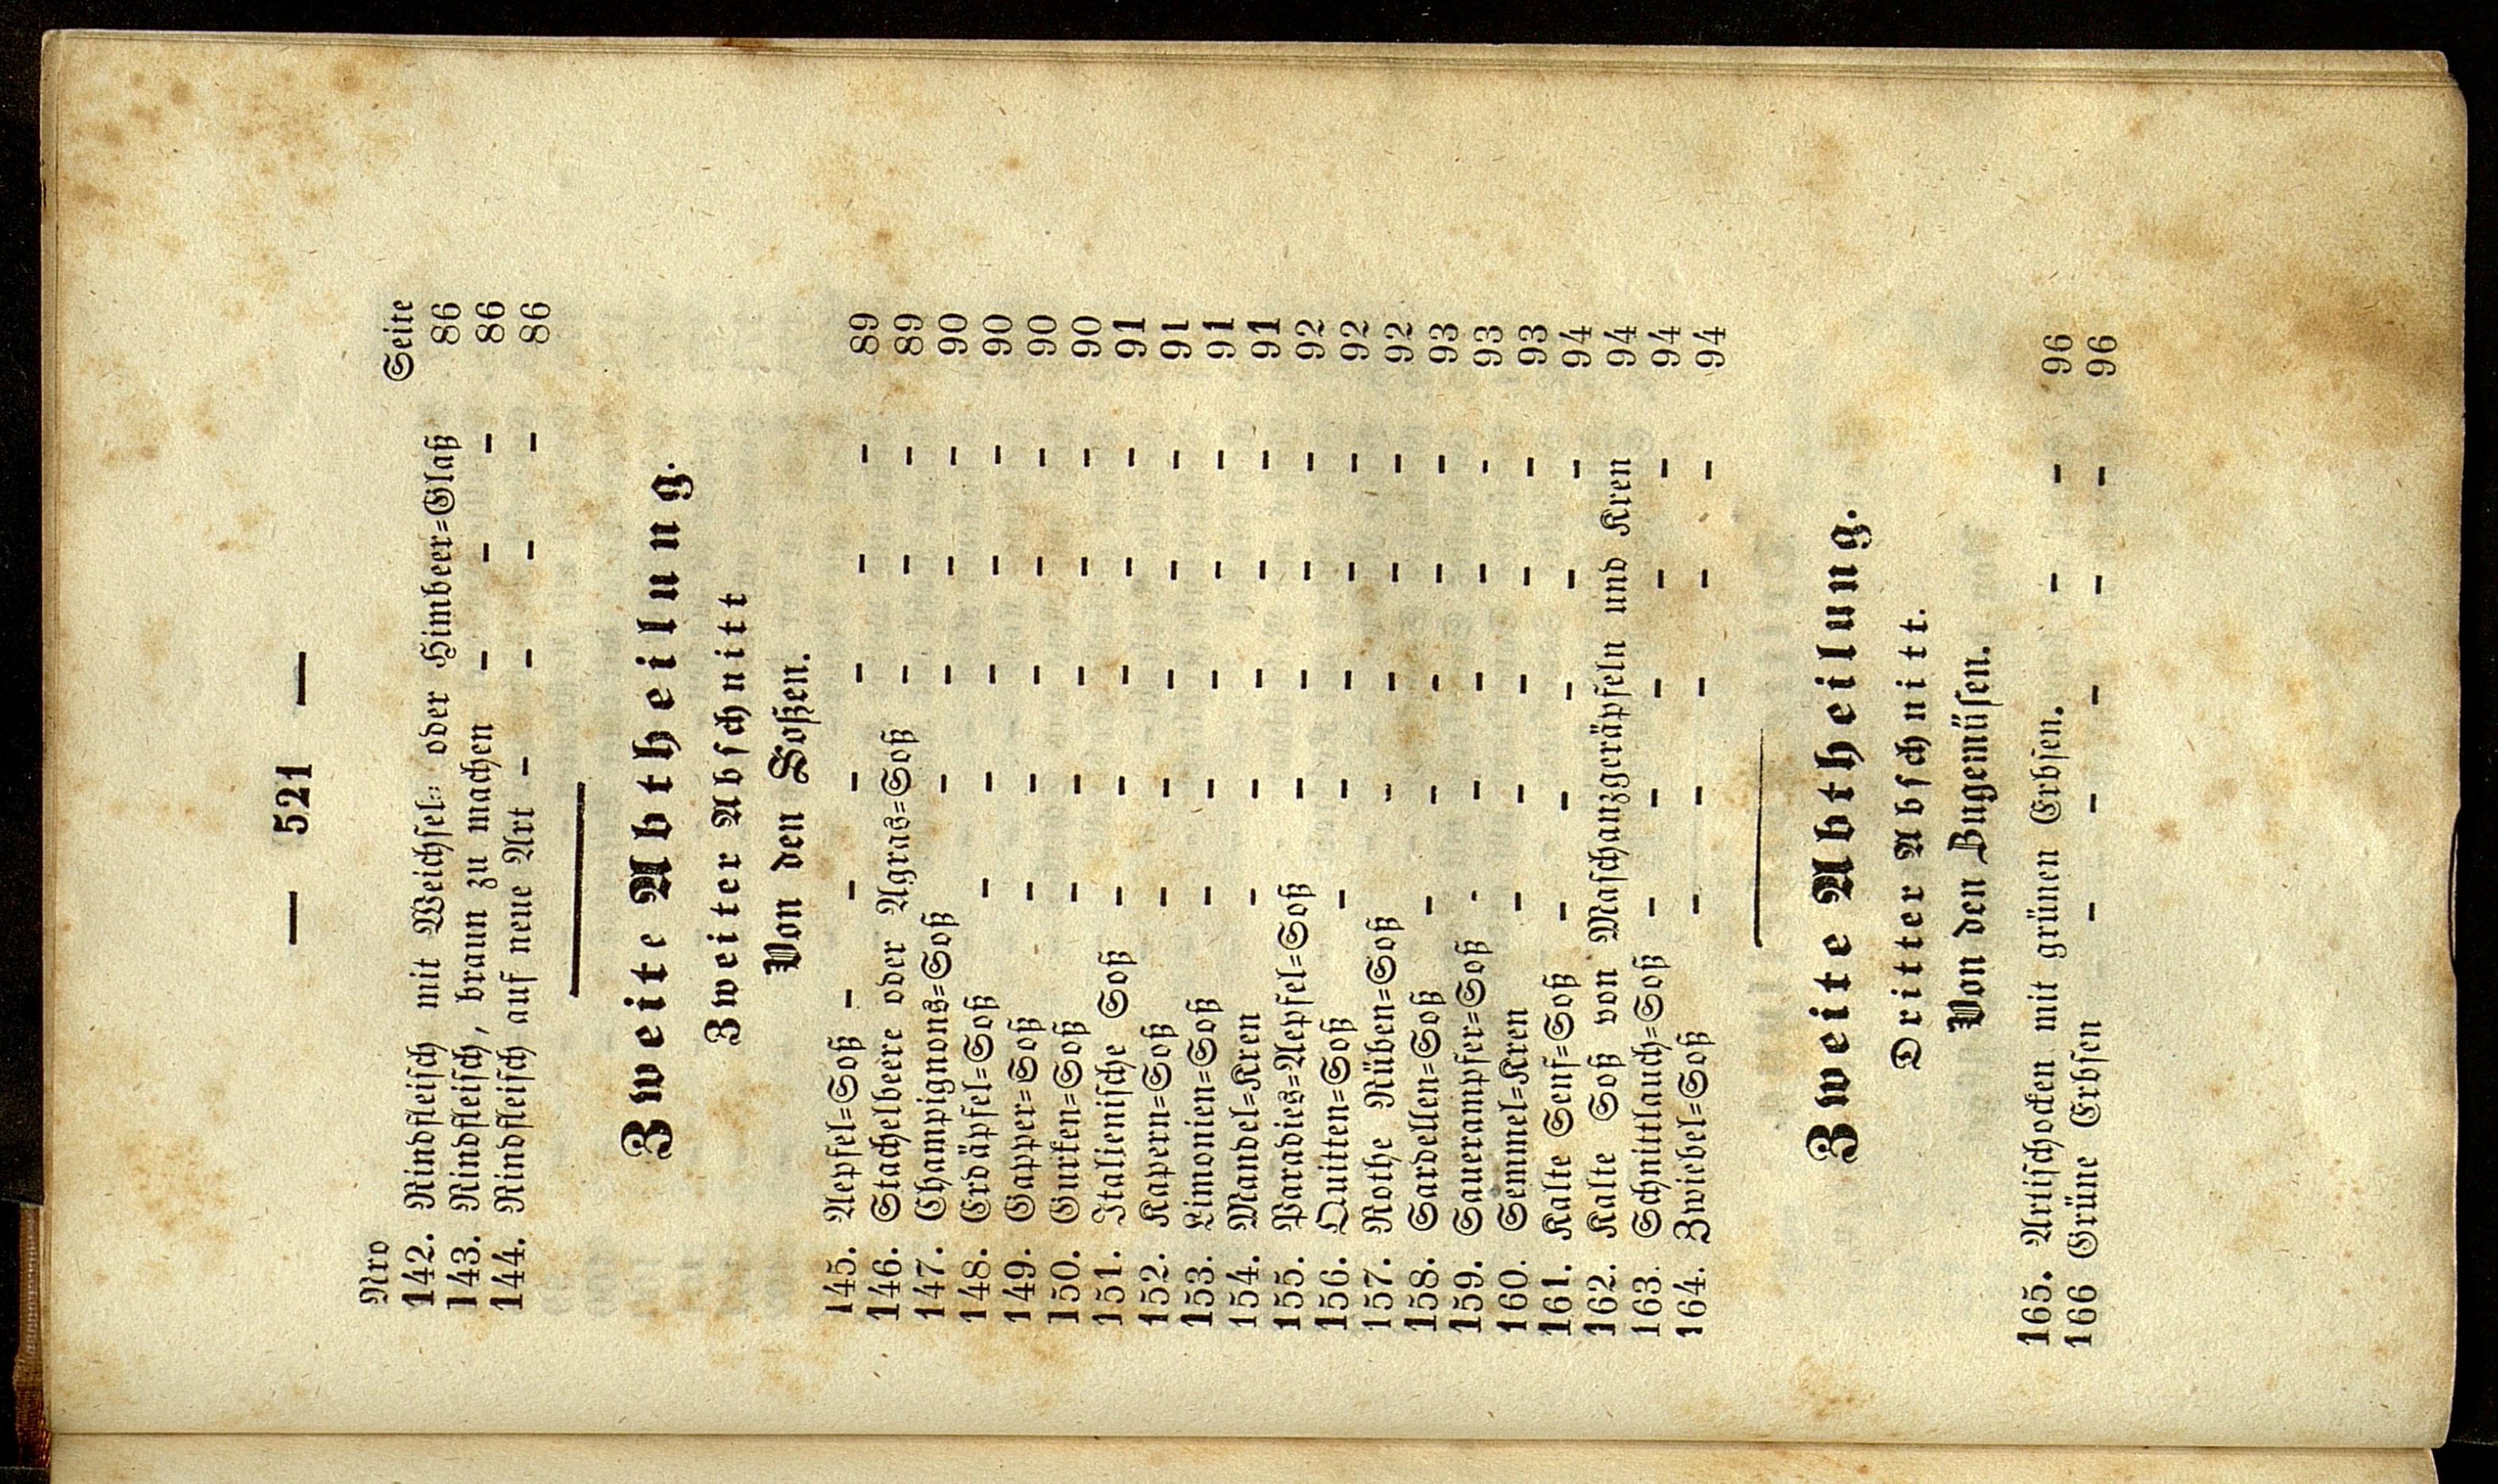 — 521 —
Nro Seite
142. Rindfleisch mit Weichsel= oder Himbeer=Glaß 86
143. Rindfleisch, braun zu machen - - - 86
144. Rindfleisch auf neue Art - - - - 86
Zweite Abtheilung.
Zweiter Abschnitt
Von den Soßen.
145. Aepfel=Soß - - - - - - 89
146. Stachelbeere oder Agras=Soß - - - 89
147. Champignons=Soß - - - - 90
148. Erdäpfel=Soß - - - - - 90
149. Gapper=Soß - - - - - 90
150. Gurken=Soß - - - - - 90
151. Italienische Soß - - - - - 91
152. Kapern=Soß - - - - - 91
153. Limonien=Soß - - - - - 91
154. Mandel=Kren - - - - - 91
155. Paradies=Aepfel=Soß - - - - 92
156. Quitten=Soß - - - - - 92
157. Rothe Rüben=Soß - - - - 92
158. Sardellen=Soß - - - - - 93
159. Sauerampfer=Soß - - - - - 93
160. Semmel=Kren - - - - - 93
161. Kalte Senf=Soß - - - - - 94
162. Kalte Soß von Maschanzgeräpfeln und Kren 94
163. Schnittlauch=Soß - - - - - 94
164. Zwiebel=Soß - - - - - 94
Zweite Abtheilung.
Dritter Abschnitt.
Von den Zugemüsen.
165. Artischocken mit grünen Erbsen. - - 96
166 Grüne Erbsen - - - - - 96